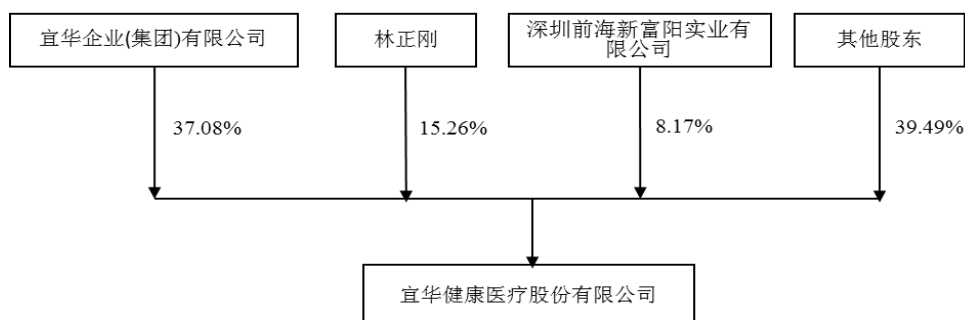 宜华企业(集团)有限公司
林正刚
深圳前海新富阳实业有
限公司
其他股东
37.08%
15.26%
8.17%
39.49%
宜华健康医疗股份有限公司